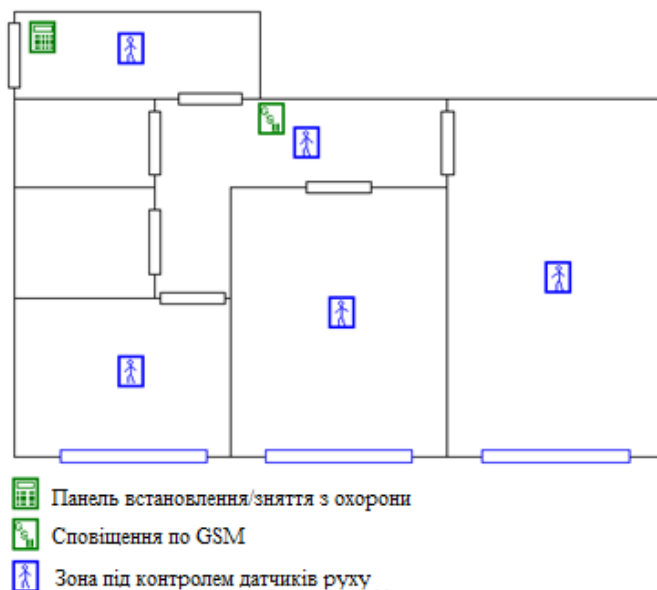 Панель встановлення/зняття з охорони
Сповіщення по GSM
Зона під контролем датчиків руху